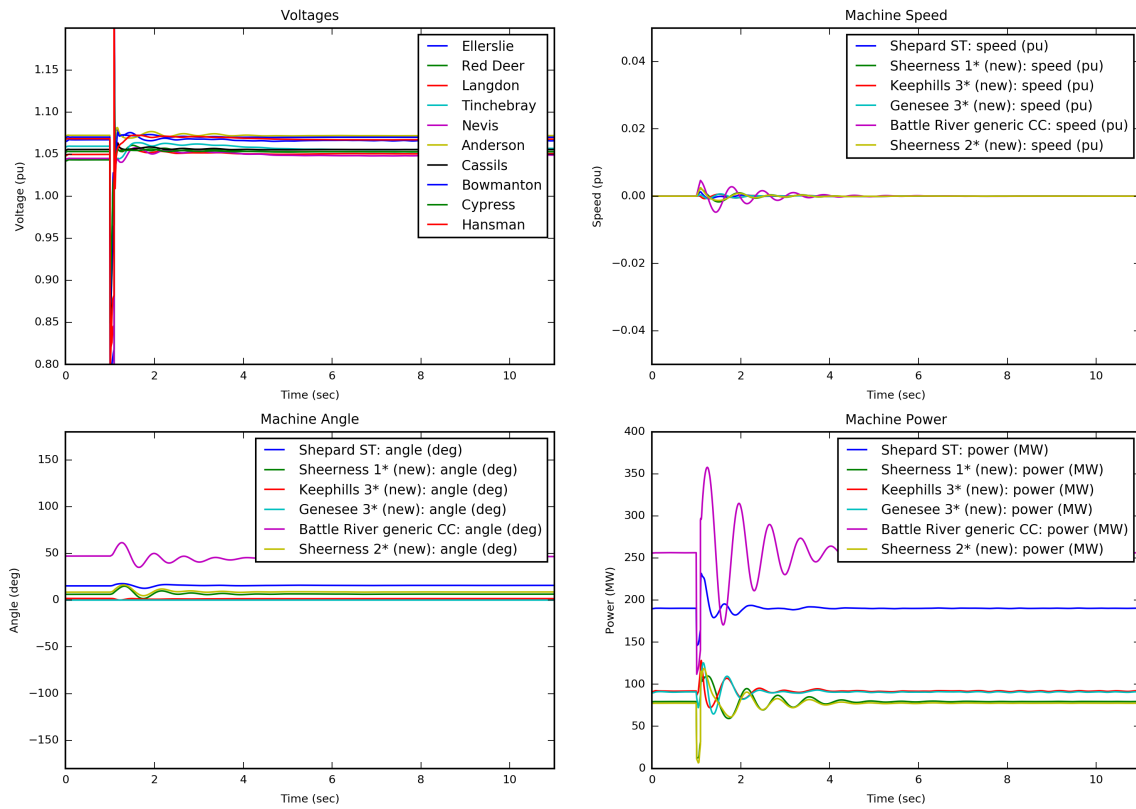 Voltages
1.15
1.10
1.05
1.00
0.95
0.90
0.85
0.80
Voltage (pu)
0 2 4 6 8 10
Time (sec)
Ellerslie
Red Deer
Langdon
Tinchebray
Nevis
Anderson
Cassils
Bowmanton
Cypress
Hansman
Machine Speed
0.04
0.02
0.00
−0.02
−0.04
Speed (pu)
0 2 4 6 8 10
Time (sec)
Shepard ST: speed (pu)
Sheerness 1* (new): speed (pu)
Keephills 3* (new): speed (pu)
Genesee 3* (new): speed (pu)
Battle River generic CC: speed (pu)
Sheerness 2* (new): speed (pu)
Machine Angle
150
100
50
0
−50
−100
−150
Angle (deg)
0 2 4 6 8 10
Time (sec)
Shepard ST: angle (deg)
Sheerness 1* (new): angle (deg)
Keephills 3* (new): angle (deg)
Genesee 3* (new): angle (deg)
Battle River generic CC: angle (deg)
Sheerness 2* (new): angle (deg)
Machine Power
400
350
300
250
200
150
100
50
0
Power (MW)
0 2 4 6 8 10
Time (sec)
Shepard ST: power (MW)
Sheerness 1* (new): power (MW)
Keephills 3* (new): power (MW)
Genesee 3* (new): power (MW)
Battle River generic CC: power (MW)
Sheerness 2* (new): power (MW)